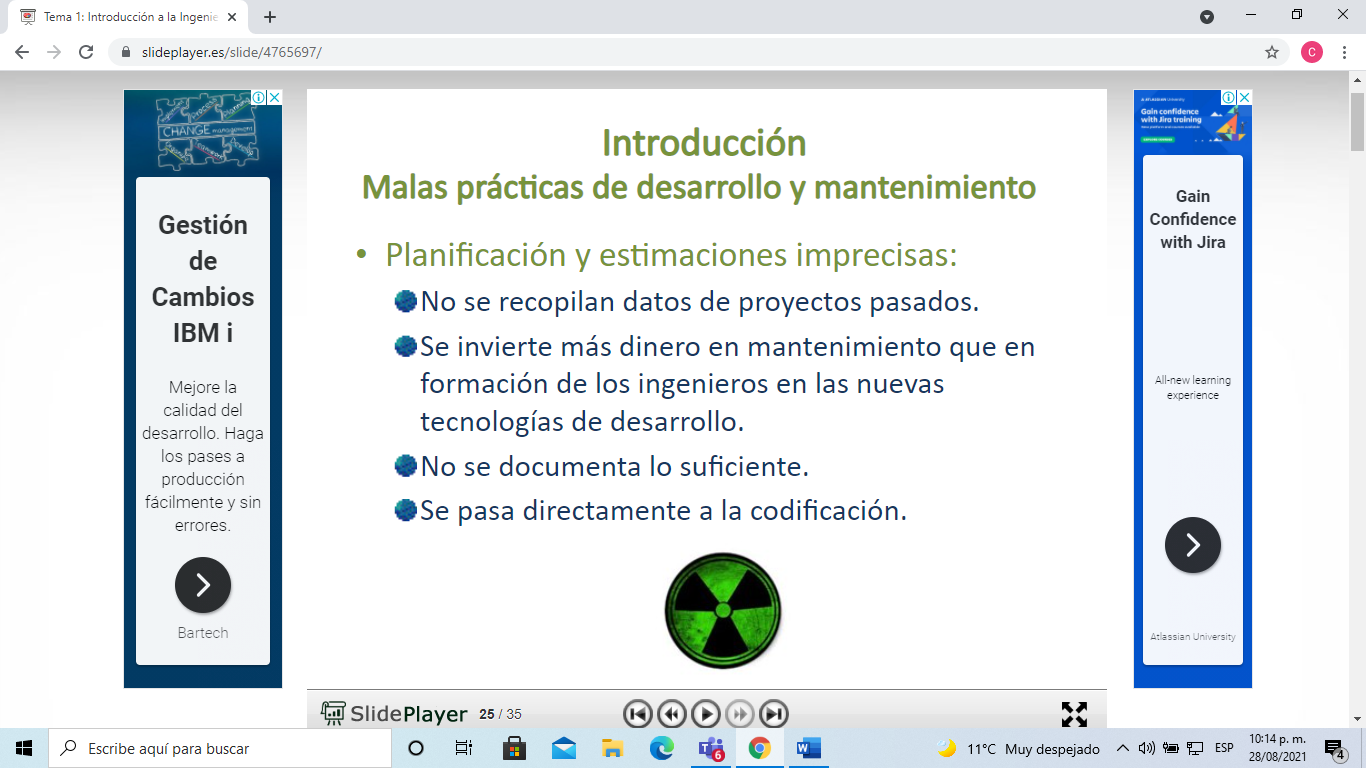 Tema 1: Introducción a la Ingenie
slideplayer.es/slide/4765697/
C
CHANGE management
Gestión
de
Cambios
IBM i
Mejore la
calidad del
desarrollo. Haga
los pases a
producción
fácilmente y sin
errores.
Bartech
Introducción
Malas prácticas de desarrollo y mantenimiento
• Planificación y estimaciones imprecisas:
No se recopilan datos de proyectos pasados.
Se invierte más dinero en mantenimiento que en
formación de los ingenieros en las nuevas
tecnologías de desarrollo.
No se documenta lo suficiente.
Se pasa directamente a la codificación.
SlidePlayer 25 / 35
Gain confidence
with Jira training
Gain
Confidence
with Jira
All-new learning
experience
Atlassian University
Escribe aquí para buscar
6
11°C Muy despejado
ESP
10:14 p. m.
28/08/2021
4